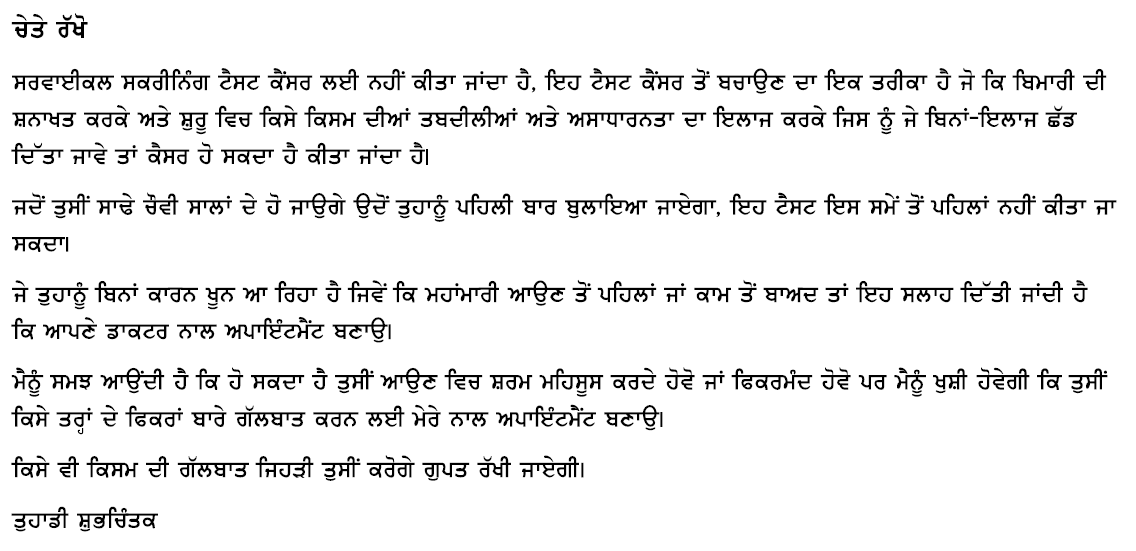 ਚੇਤੇ ਰੱਖੋ
ਸਰਵਾਈਕਲ ਸਕਰੀਨਿੰਗ ਟੈਸਟ ਕੈਂਸਰ ਲਈ ਨਹੀਂ ਕੀਤਾ ਜਾਂਦਾ ਹੈ, ਇਹ ਟੈਸਟ ਕੈਂਸਰ ਤੋਂ ਬਚਾਉਣ ਦਾ ਇਕ ਤਰੀਕਾ ਹੈ ਜੋ ਕਿ ਬਿਮਾਰੀ ਦੀ
ਸ਼ਨਾਖਤ ਕਰਕੇ ਅਤੇ ਸ਼ੁਰੂ ਵਿਚ ਕਿਸੇ ਕਿਸਮ ਦੀਆਂ ਤਬਦੀਲੀਆਂ ਅਤੇ ਅਸਾਧਾਰਨਤਾ ਦਾ ਇਲਾਜ ਕਰਕੇ ਜਿਸ ਨੂੰ ਜੇ ਬਿਨਾਂ-ਇਲਾਜ ਛੱਡ
ਦਿੱਤਾ ਜਾਵੇ ਤਾਂ ਕੈਸਰ ਹੋ ਸਕਦਾ ਹੈ ਕੀਤਾ ਜਾਂਦਾ ਹੈ।
ਜਦੋਂ ਤੁਸੀਂ ਸਾਢੇ ਚੋਵੀ ਸਾਲਾਂ ਦੇ ਹੋ ਜਾਉਗੇ ਉਦੋਂ ਤੁਹਾਨੂੰ ਪਹਿਲੀ ਬਾਰ ਬੁਲਾਇਆ ਜਾਏਗਾ, ਇਹ ਟੈਸਟ ਇਸ ਸਮੇਂ ਤੋਂ ਪਹਿਲਾਂ ਨਹੀਂ ਕੀਤਾ ਜਾ
ਸਕਦਾ।
ਜੇ ਤੁਹਾਨੂੰ ਬਿਨਾਂ ਕਾਰਨ ਖੂਨ ਆ ਰਿਹਾ ਹੈ ਜਿਵੇਂ ਕਿ ਮਹਾਂਮਾਰੀ ਆਉਣ ਤੋਂ ਪਹਿਲਾਂ ਜਾਂ ਕਾਮ ਤੋਂ ਬਾਅਦ ਤਾਂ ਇਹ ਸਲਾਹ ਦਿੱਤੀ ਜਾਂਦੀ ਹੈ
ਕਿ ਆਪਣੇ ਡਾਕਟਰ ਨਾਲ ਅਪਾਇੰਟਮੈਂਟ ਬਣਾਉ।
ਮੈਨੂੰ ਸਮਝ ਆਉਂਦੀ ਹੈ ਕਿ ਹੋ ਸਕਦਾ ਹੈ ਤੁਸੀਂ ਆਉਣ ਵਿਚ ਸ਼ਰਮ ਮਹਿਸੂਸ ਕਰਦੇ ਹੋਵੋ ਜਾਂ ਫਿਕਰਮੰਦ ਹੋਵੋ ਪਰ ਮੈਨੂੰ ਖੁਸ਼ੀ ਹੋਵੇਗੀ ਕਿ ਤੁਸੀਂ
ਕਿਸੇ ਤਰ੍ਹਾਂ ਦੇ ਫਿਕਰਾਂ ਬਾਰੇ ਗੱਲਬਾਤ ਕਰਨ ਲਈ ਮੇਰੇ ਨਾਲ ਅਪਾਇੰਟਮੈਂਟ ਬਣਾਉ।
ਕਿਸੇ ਵੀ ਕਿਸਮ ਦੀ ਗੱਲਬਾਤ ਜਿਹੜੀ ਤੁਸੀਂ ਕਰੋਗੇ ਗੁਪਤ ਰੱਖੀ ਜਾਏਗੀ।
ਤੁਹਾਡੀ ਸ਼ੁਭਚਿੰਤਕ